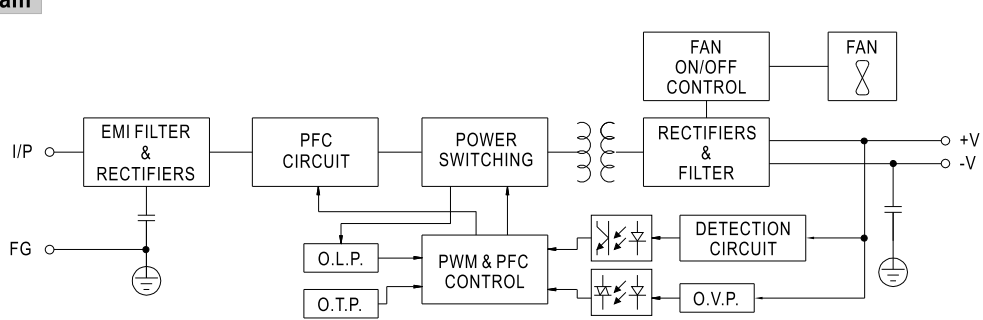 FAN
ON/OFF
CONTROL
FAN
I/P
EMI FILTER
&
RECTIFIERS
PFC
CIRCUIT
POWER
SWITCHING
RECTIFIERS
&
FILTER
+V
-V
FG
O.L.P.
O.T.P.
PWM & PFC
CONTROL
DETECTION
CIRCUIT
O.V.P.